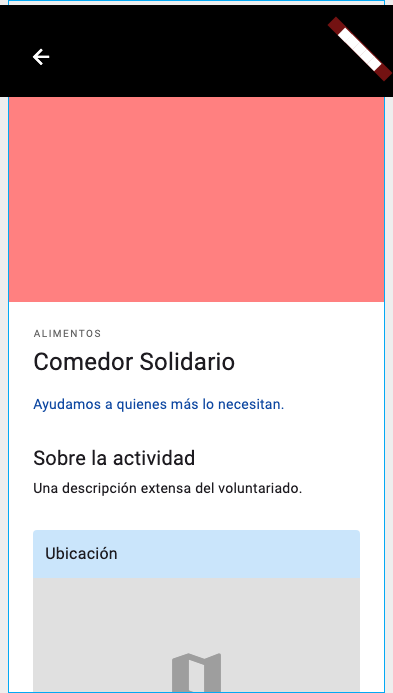 ALIMENTOS
Comedor Solidario
Ayudamos a quienes más lo necesitan.
Sobre la actividad
Una descripción extensa del voluntariado.
Ubicación